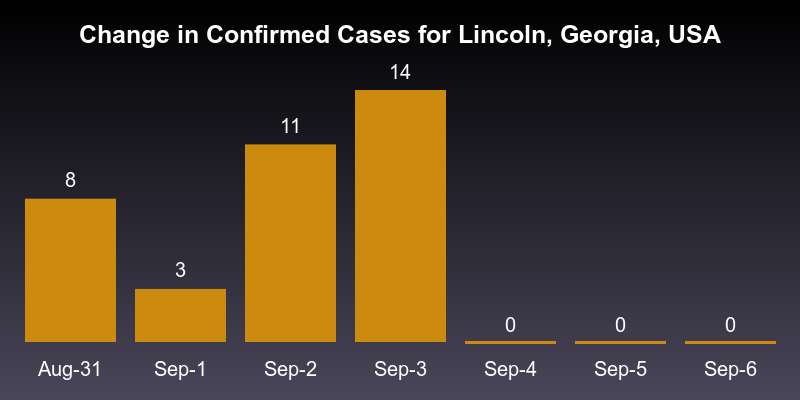 Change in Confirmed Cases for Lincoln, Georgia, USA
8 3 11 14 0 0 0
Aug-31 Sep-1 Sep-2 Sep-3 Sep-4 Sep-5 Sep-6